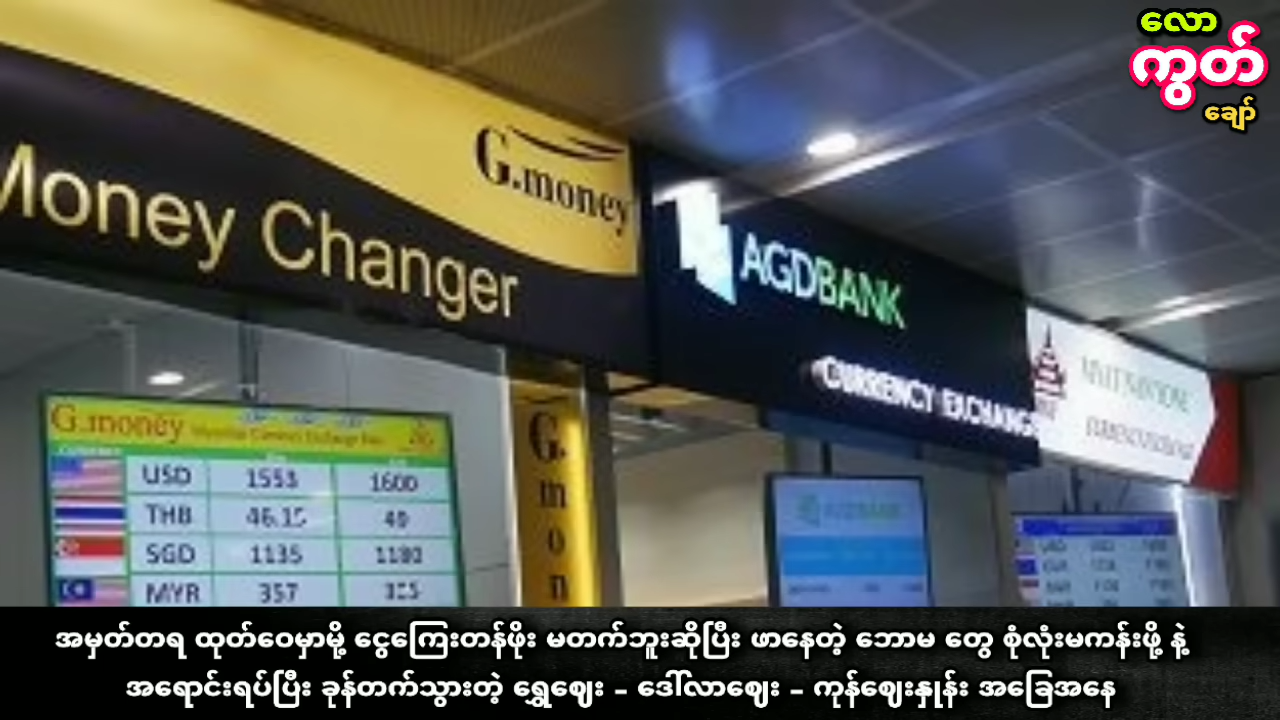 လော
ကွတ်
ချော်
G.money
Money Changer
AGDBANK
CURRENCY EXCHANGE
G.money
USD 1553 1600
THB 46.15
SGD 1135 1180
MYR 357
G.
m
o
n
အမှတ်တရ ထုတ်ဝေမှာမို့ ငွေကြေးတန်ဖိုး မတက်ဘူးဆိုပြီး ဖာနေတဲ့ ဘောမ တွေ စုံလုံးမကန်းဖို့ နဲ့
အရောင်းရပ်ပြီး ခုန်တက်သွားတဲ့ ရွှေဈေး - ဒေါ်လာဈေး - ကုန်ဈေးနှုန်း အခြေအနေ